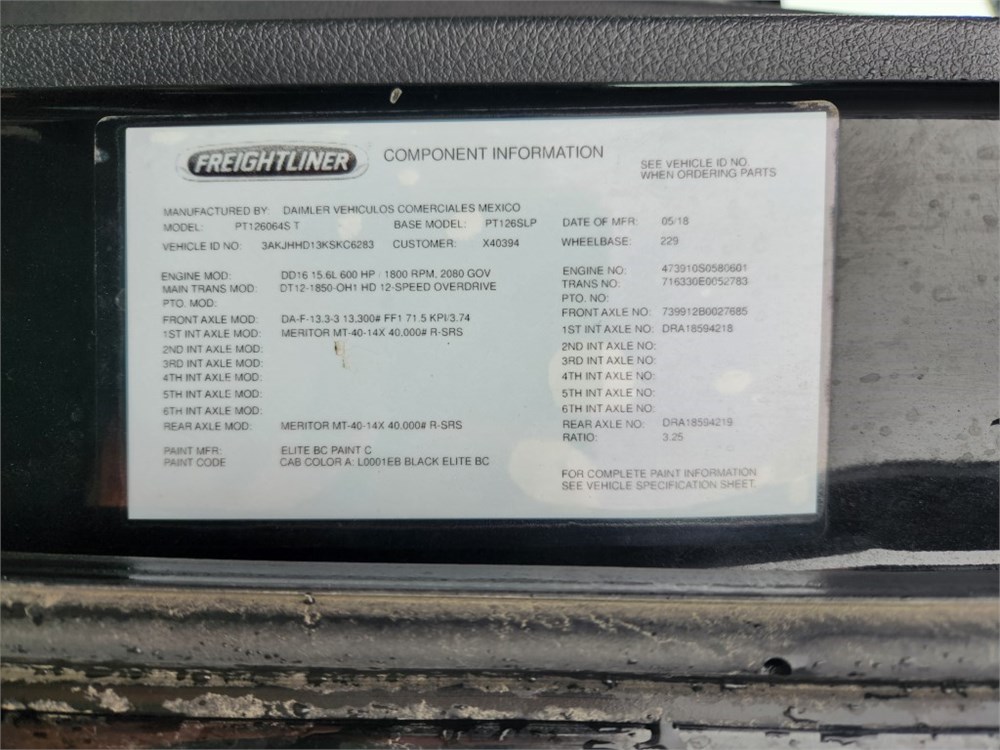 FREIGHTLINER COMPONENT INFORMATION
SEE VEHICLE ID NO.
WHEN ORDERING PARTS
MANUFACTURED BY: DAIMLER VEHICULOS COMERCIALES MEXICO
MODEL: PT126064S T BASE MODEL: PT126SLP DATE OF MFR: 05/18
VEHICLE ID NO: 3AKJHHD13KSKC6283 CUSTOMER: X40394 WHEELBASE: 229
ENGINE MOD: DD16 15.6L 600 HP 1800 RPM, 2080 GOV ENGINE NO: 473910S0580601
MAIN TRANS MOD: DT12-1850-OH1 HD 12-SPEED OVERDRIVE TRANS NO: 716330E0052783
PTO. MOD: PTO. NO:
FRONT AXLE MOD: DA-F-13.3-3 13.300# FF1 71.5 KPI/3.74 FRONT AXLE NO: 739912B0027685
1ST INT AXLE MOD: MERITOR MT-40-14X 40.000# R-SRS 1ST INT AXLE NO: DRA18594218
2ND INT AXLE MOD: 2ND INT AXLE NO:
3RD INT AXLE MOD: 3RD INT AXLE NO:
4TH INT AXLE MOD: 4TH INT AXLE NO:
5TH INT AXLE MOD: 5TH INT AXLE NO:
6TH INT AXLE MOD: 6TH INT AXLE NO:
REAR AXLE MOD: MERITOR MT-40-14X 40.000# R-SRS REAR AXLE NO: DRA18594219
RATIO: 3.25
PAINT MFR: ELITE BC PAINT C
PAINT CODE CAB COLOR A: L0001EB BLACK ELITE BC
FOR COMPLETE PAINT INFORMATION
SEE VEHICLE SPECIFICATION SHEET.